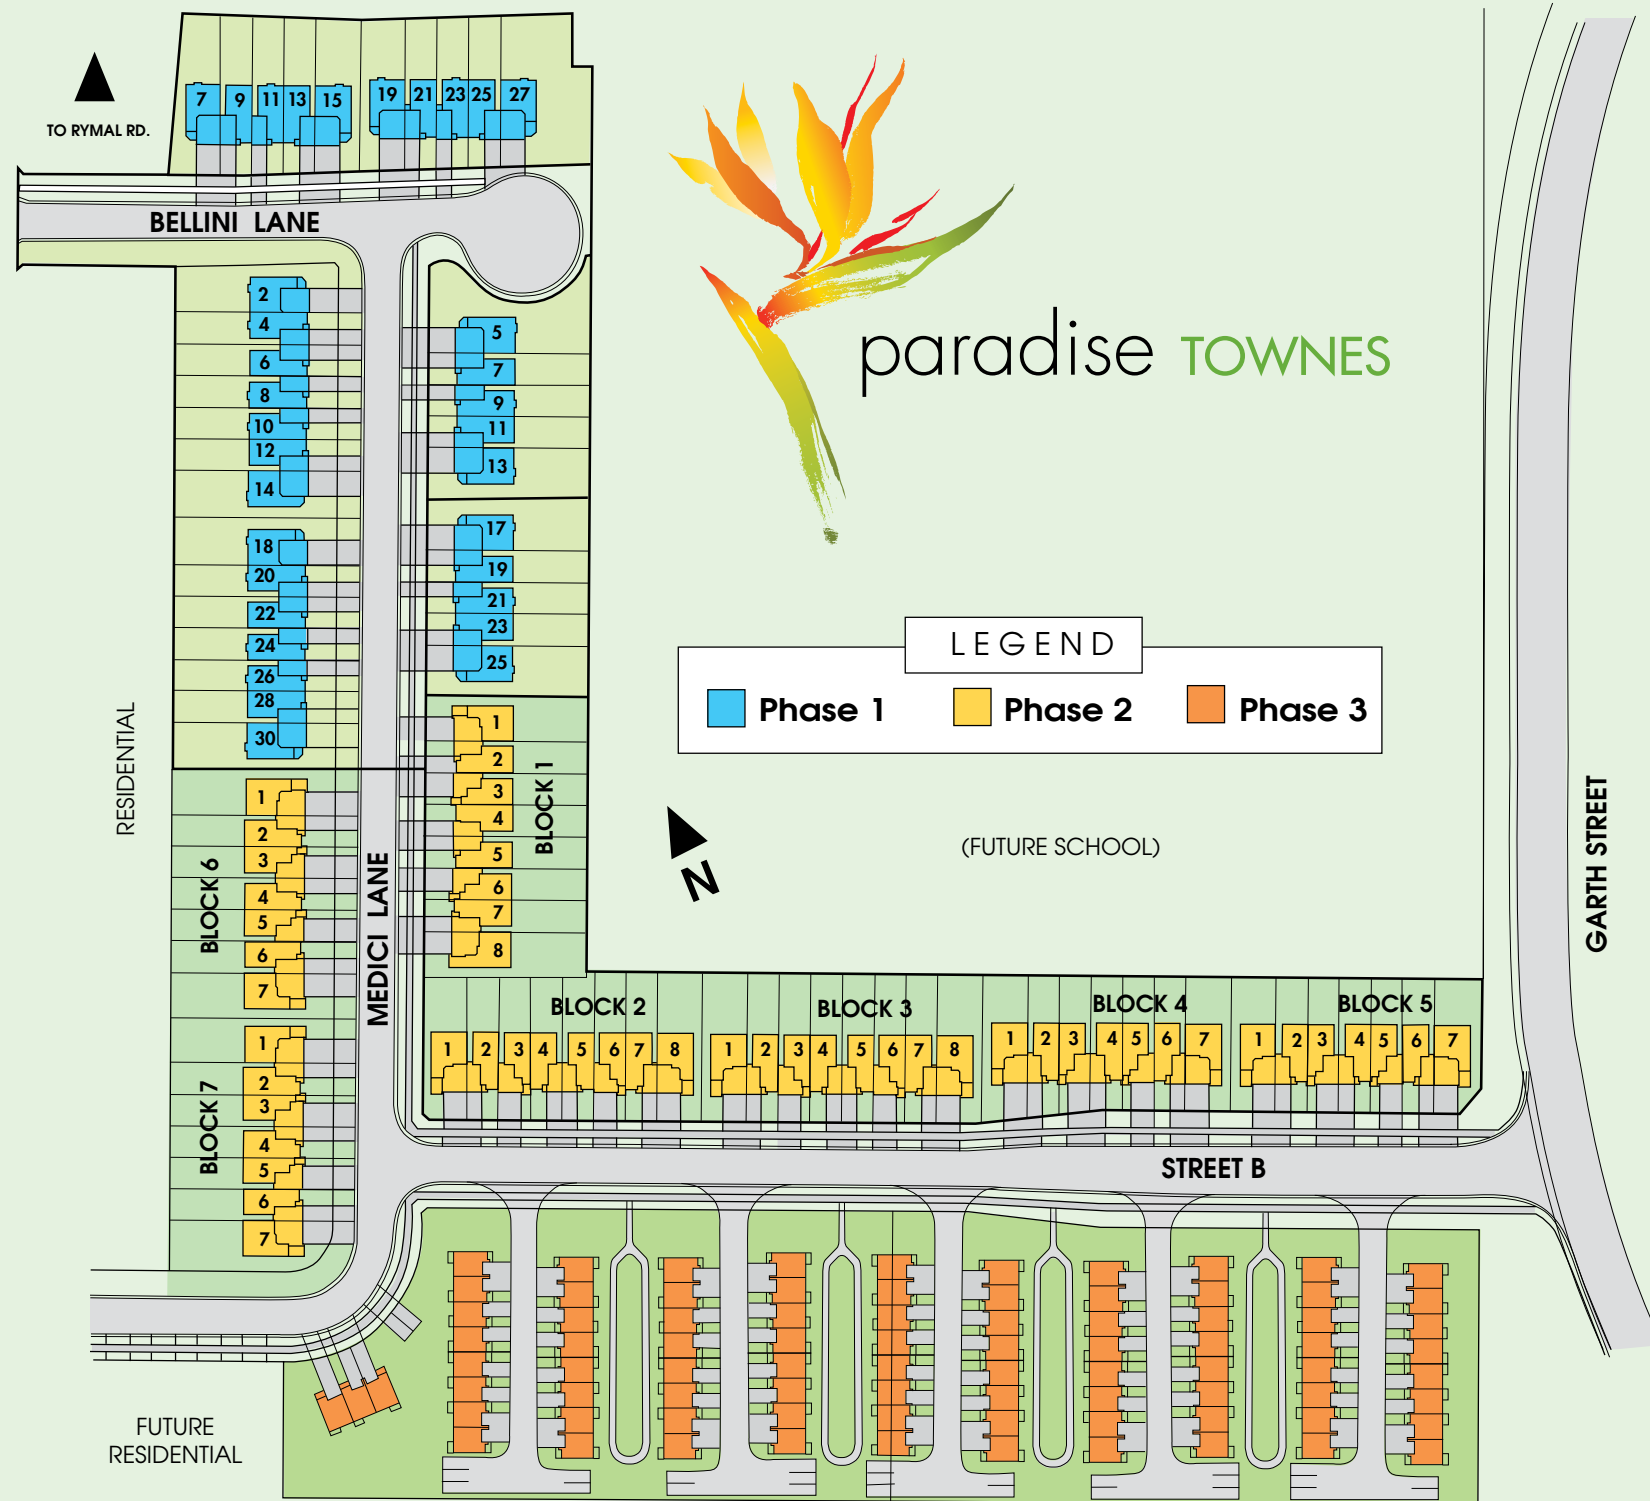 TO RYMAL RD.
7 9 11 13 15 19 21 23 25 27
BELLINI LANE
2
4
6
8
10
12
14
5
7
9
11
13
18
20
22
24
26
28
30
17
19
21
23
25
paradise TOWNES
LEGEND
Phase 1 Phase 2 Phase 3
RESIDENTIAL
1
2
3
4
5
6
7
8
BLOCK 1
1
2
3
4
5
6
7
BLOCK 6
MEDICI LANE
N
(FUTURE SCHOOL)
GARTH STREET
BLOCK 2 BLOCK 3 BLOCK 4 BLOCK 5
1 2 3 4 5 6 7 8
1 2 3 4 5 6 7 8
1 2 3 4 5 6 7
1 2 3 4 5 6 7
1
2
3
4
5
6
7
BLOCK 7
STREET B
FUTURE
RESIDENTIAL